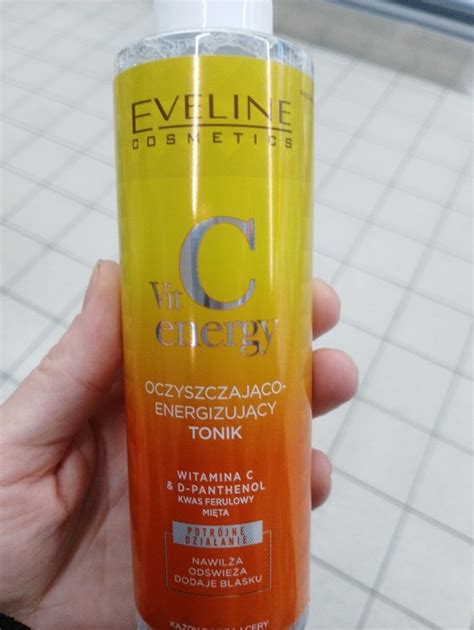 EVELINE
COSMETICS
Vit C
energy
OCZYSZCZAJĄCO-
ENERGIZUJĄCY
TONIK
WITAMINA C
& D-PANTHENOL
KWAS FERULOWY
MIĘTA
POTRÓJNE
DZIAŁANIE
NAWILŻA
ODŚWIEŻA
DODAJE BLASKU